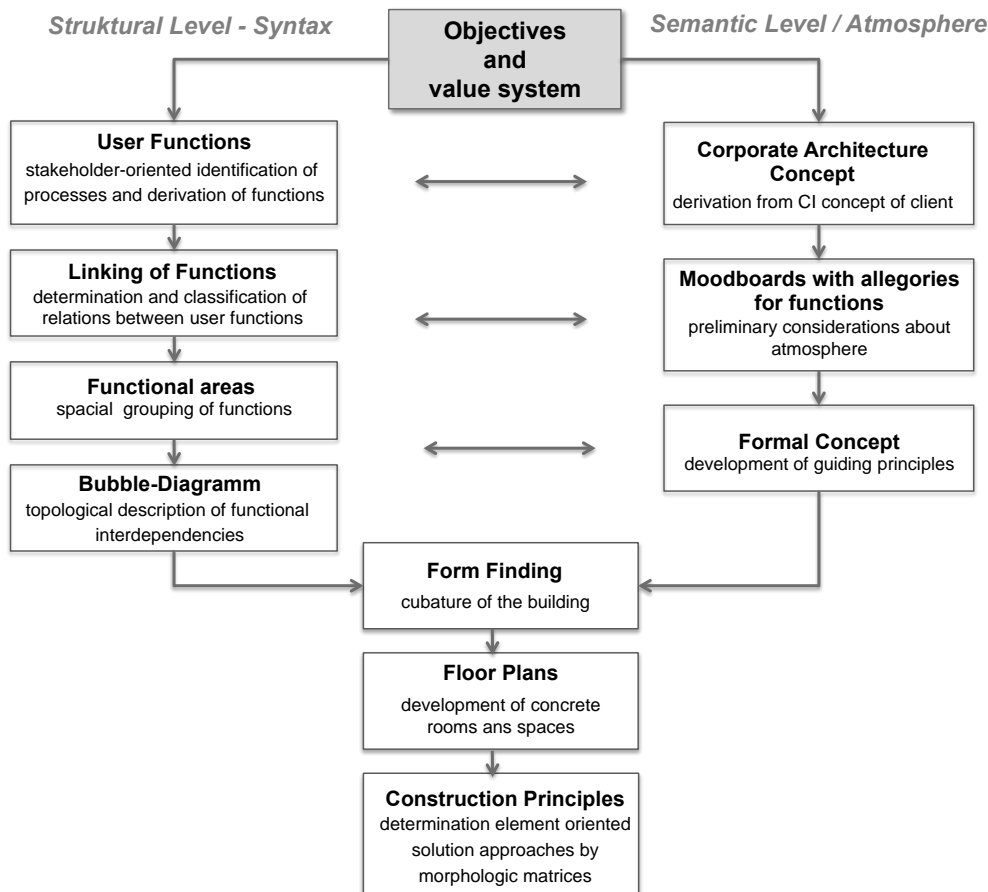 Struktural Level - Syntax
Objectives
and
value system
Semantic Level / Atmosphere
User Functions
stakeholder-oriented identification of
processes and derivation of functions
Linking of Functions
determination and classification of
relations between user functions
Functional areas
spacial grouping of functions
Bubble-Diagramm
topological description of functional
interdependencies
Corporate Architecture
Concept
derivation from CI concept of client
Moodboards with allegories
for functions
preliminary considerations about
atmosphere
Formal Concept
development of guiding principles
Form Finding
cubature of the building
Floor Plans
development of concrete
rooms ans spaces
Construction Principles
determination element oriented
solution approaches by
morphologic matrices